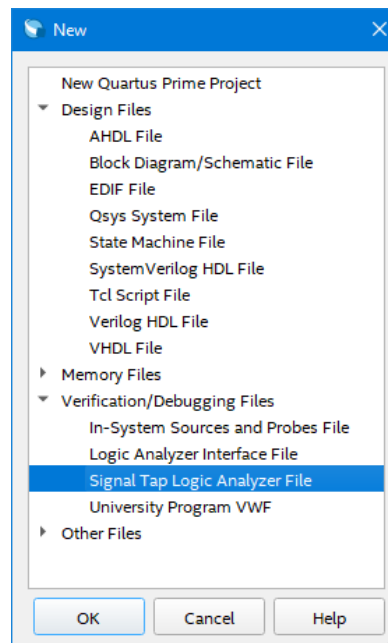 New
New Quartus Prime Project
Design Files
AHDL File
Block Diagram/Schematic File
EDIF File
Qsys System File
State Machine File
SystemVerilog HDL File
Tcl Script File
Verilog HDL File
VHDL File
Memory Files
Verification/Debugging Files
In-System Sources and Probes File
Logic Analyzer Interface File
Signal Tap Logic Analyzer File
University Program VWF
Other Files
OK Cancel Help